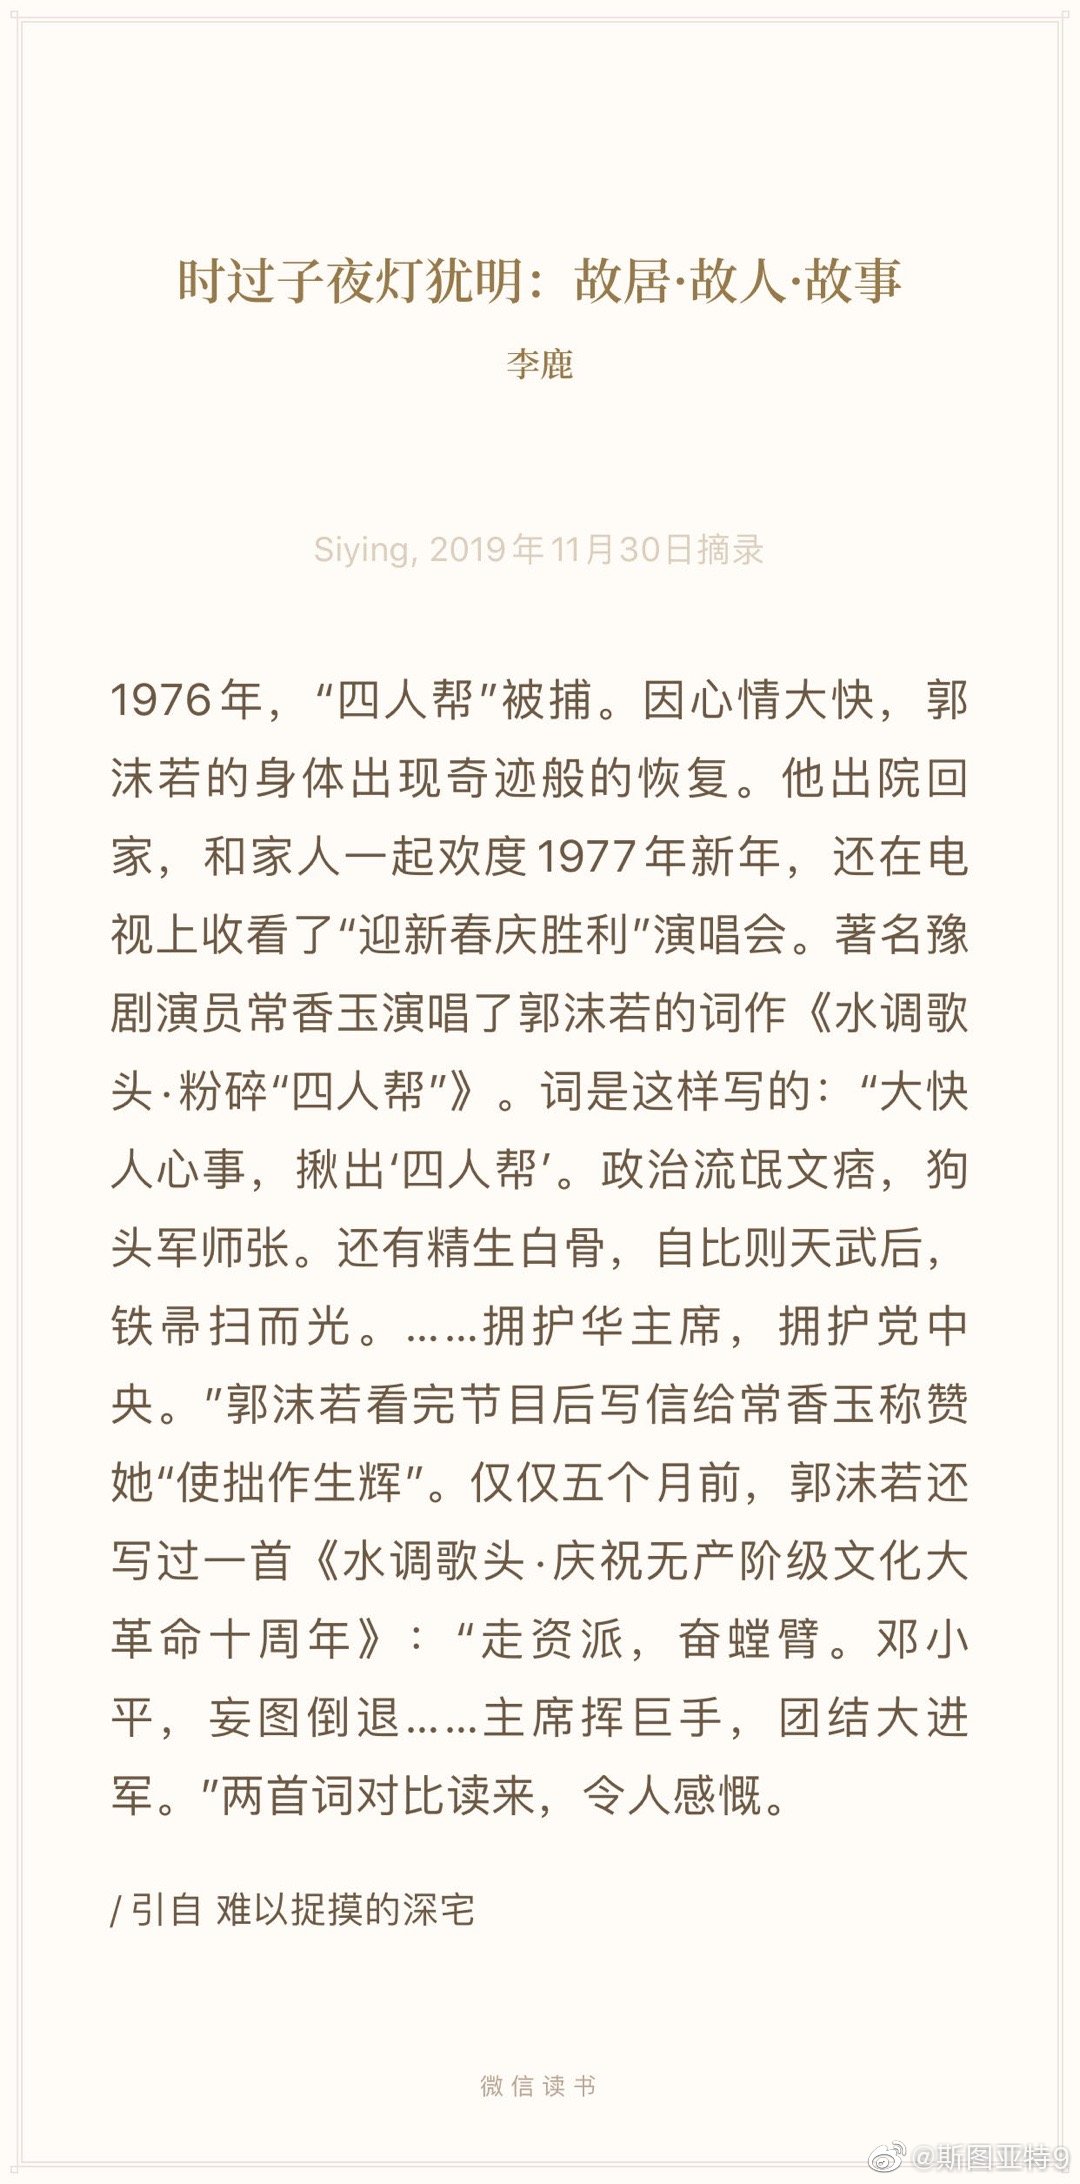 时过子夜灯犹明：故居·故人·故事
李鹿
Siying, 2019年11月30日摘录
1976年，“四人帮”被捕。因心情大快，郭
沫若的身体出现奇迹般的恢复。他出院回
家，和家人一起欢度1977年新年，还在电
视上收看了“迎新春庆胜利”演唱会。著名豫
剧演员常香玉演唱了郭沫若的词作《水调歌
头·粉碎“四人帮”》。词是这样写的：“大快
人心事，揪出‘四人帮’。政治流氓文痞，狗
头军师张。还有精生白骨，自比则天武后，
铁帚扫而光。……拥护华主席，拥护党中
央。”郭沫若看完节目后写信给常香玉称赞
她“使拙作生辉”。仅仅五个月前，郭沫若还
写过一首《水调歌头·庆祝无产阶级文化大
革命十周年》：“走资派，奋螳臂。邓小
平，妄图倒退……主席挥巨手，团结大进
军。”两首词对比读来，令人感慨。
/ 引自 难以捉摸的深宅
微信读书
@斯图亚特9